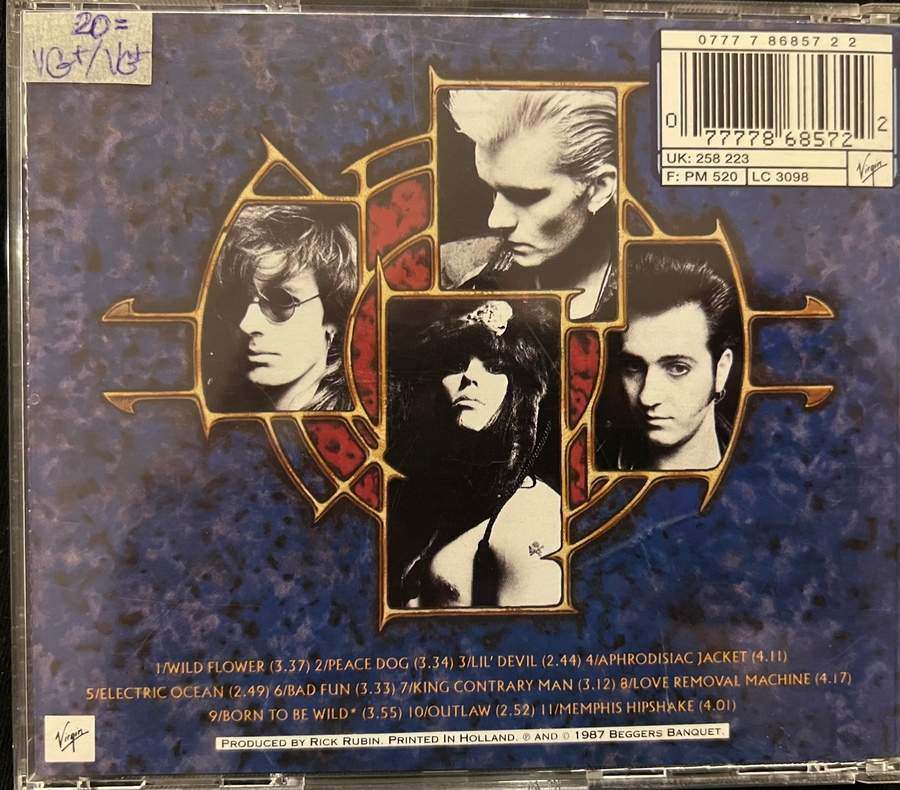 20=
VG+/VG+
0777 7 86857 2 2
0 77778 68572 2
UK: 258 223
F: PM 520 LC 3098 Virgin
1/WILD FLOWER (3.37) 2/PEACE DOG (3.34) 3/LIL' DEVIL (2.44) 4/APHRODISIAC JACKET (4.11)
5/ELECTRIC OCEAN (2.49) 6/BAD FUN (3.33) 7/KING CONTRARY MAN (3.12) 8/LOVE REMOVAL MACHINE (4.17)
9/BORN TO BE WILD* (3.55) 10/OUTLAW (2.52) 11/MEMPHIS HIPSHAKE (4.01)
Virgin
PRODUCED BY RICK RUBIN. PRINTED IN HOLLAND. ℗ AND © 1987 BEGGERS BANQUET.